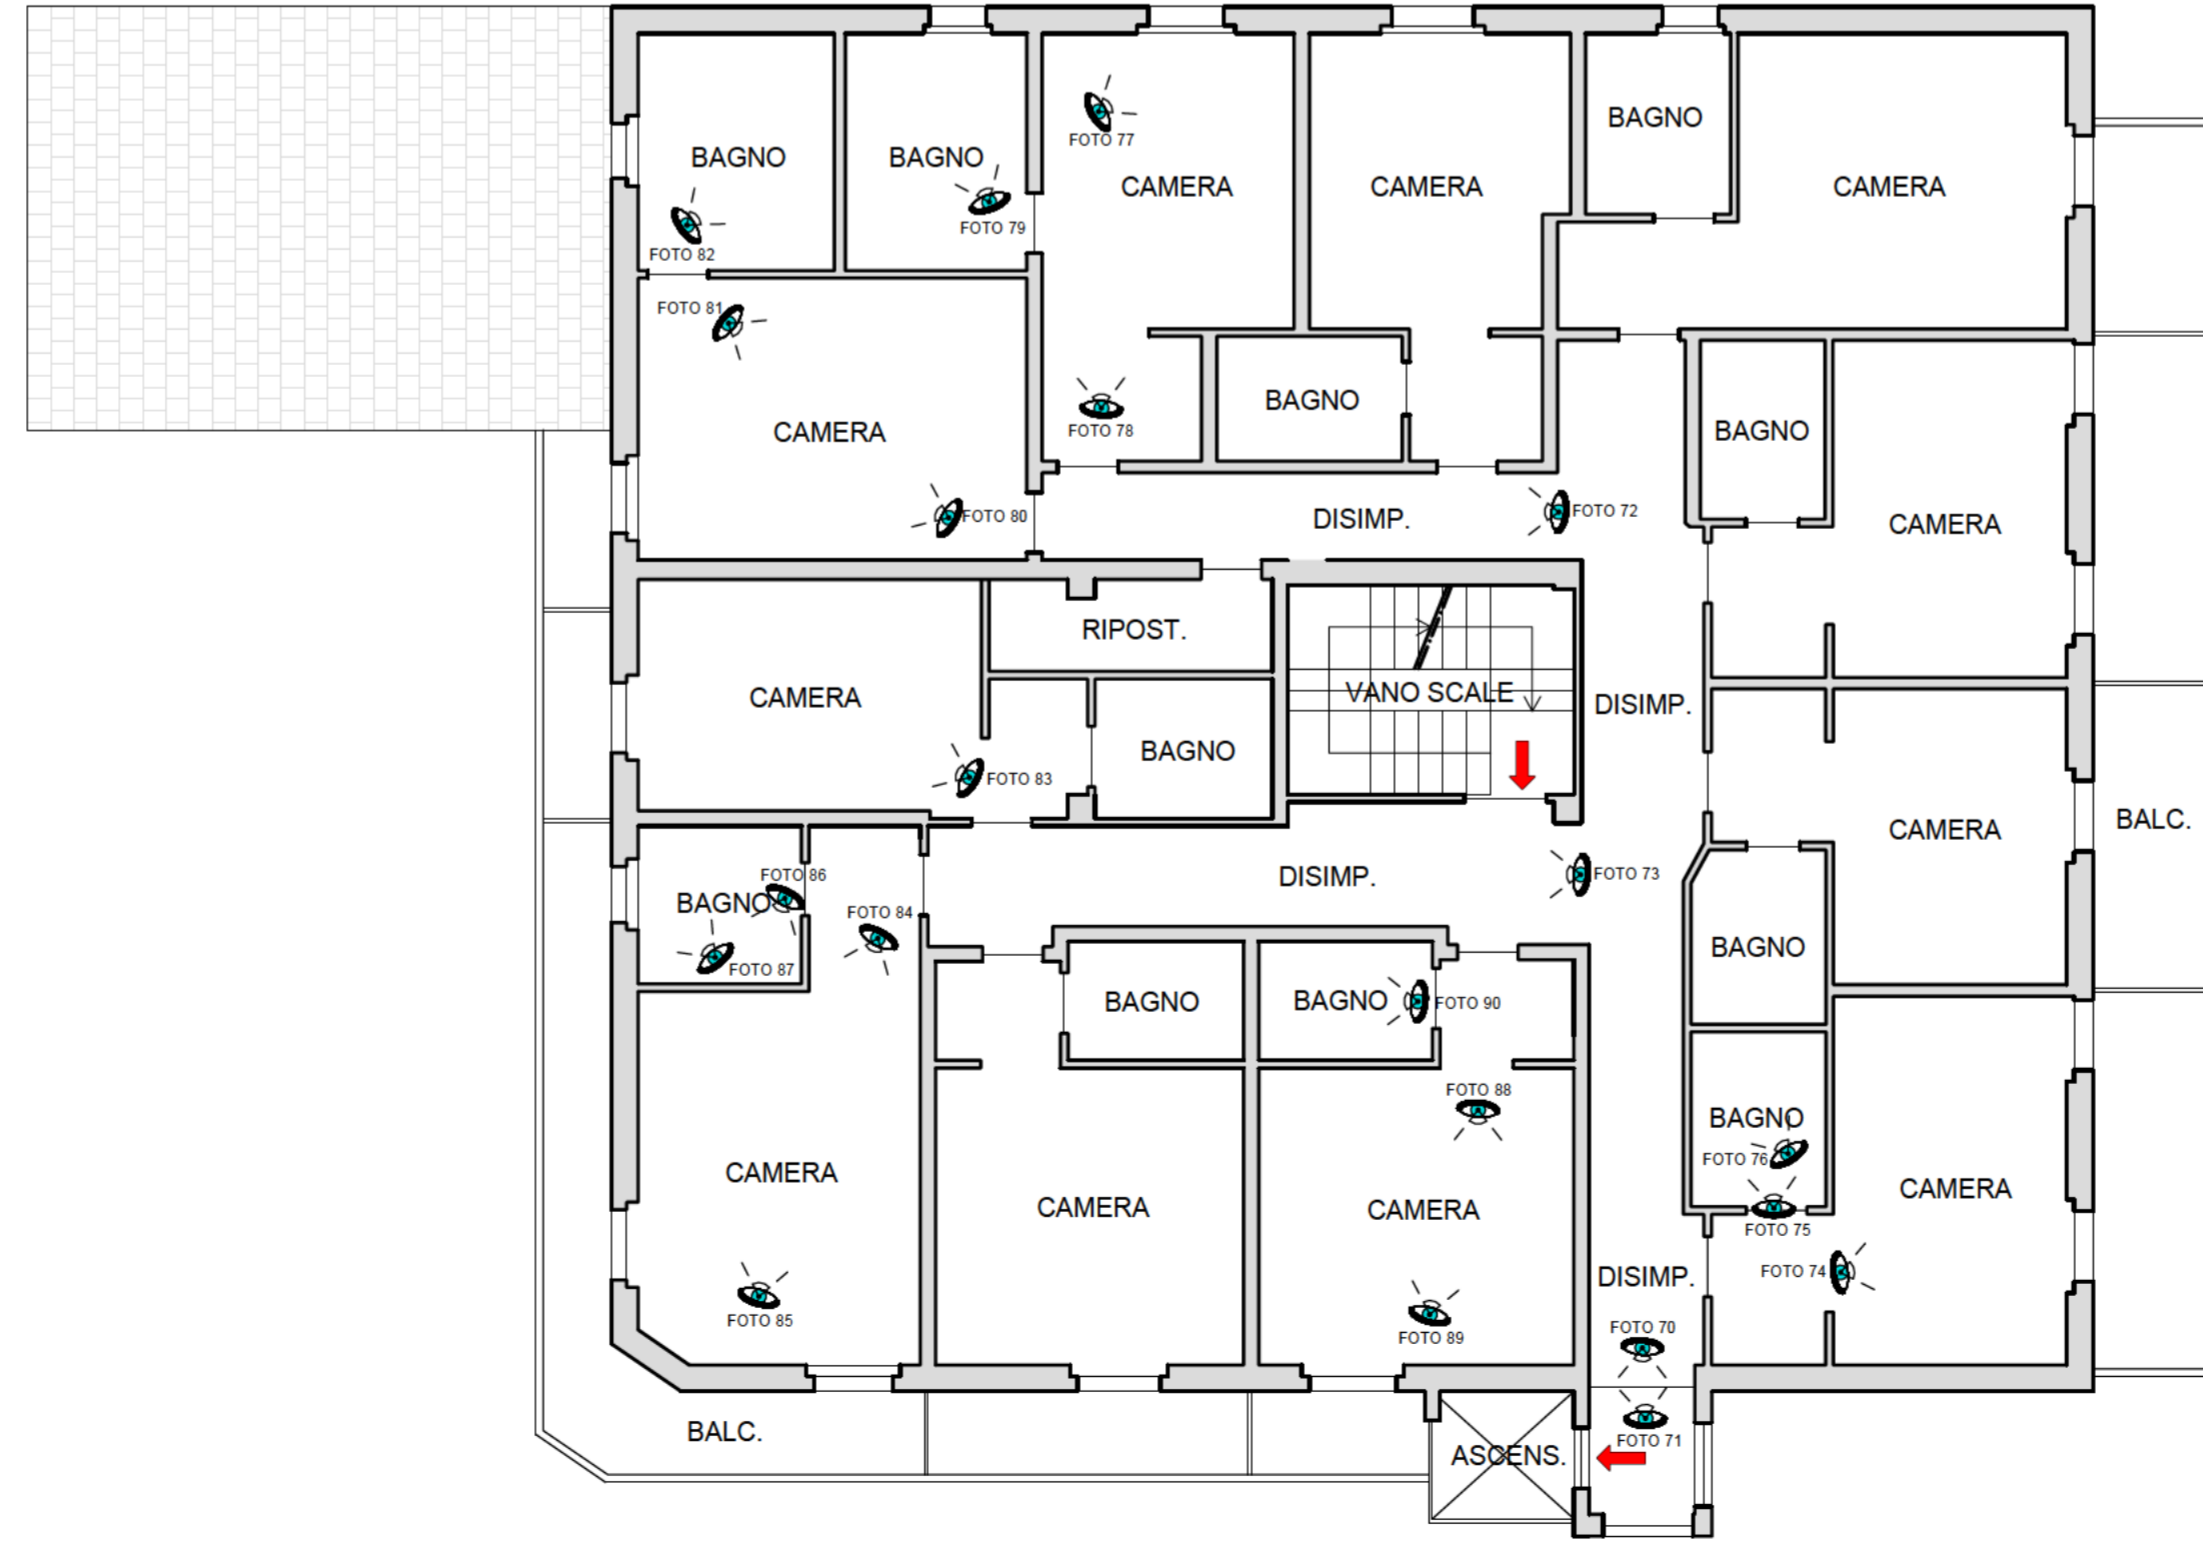 BAGNO
BAGNO
BAGNO
FOTO 77
CAMERA
CAMERA
CAMERA
FOTO 79
FOTO 82
FOTO 81
BAGNO
FOTO 78
BAGNO
CAMERA
FOTO 80
DISIMP.
FOTO 72
CAMERA
RIPOST.
CAMERA
VANO SCALE
DISIMP.
BAGNO
FOTO 83
CAMERA
BALC.
FOTO 86
DISIMP.
FOTO 73
BAGNO
FOTO 84
BAGNO
FOTO 87
BAGNO
BAGNO
FOTO 90
FOTO 88
BAGNO
FOTO 76
CAMERA
CAMERA
CAMERA
CAMERA
FOTO 75
FOTO 74
DISIMP.
FOTO 85
FOTO 89
FOTO 70
BALC.
FOTO 71
ASCENS.